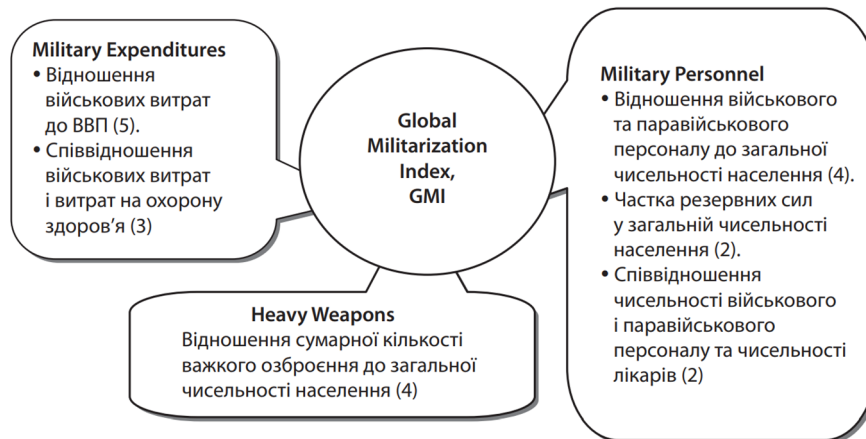 Military Expenditures
• Відношення
військових витрат
до ВВП (5).
• Співвідношення
військових витрат
і витрат на охорону
здоров’я (3)
Global
Militarization
Index,
GMI
Military Personnel
• Відношення військового
та паравійськового
персоналу до загальної
чисельності населення (4).
• Частка резервних сил
у загальній чисельності
населення (2).
• Співвідношення
чисельності військового
і паравійськового
персоналу та чисельності
лікарів (2)
Heavy Weapons
Відношення сумарної кількості
важкого озброєння до загальної
чисельності населення (4)